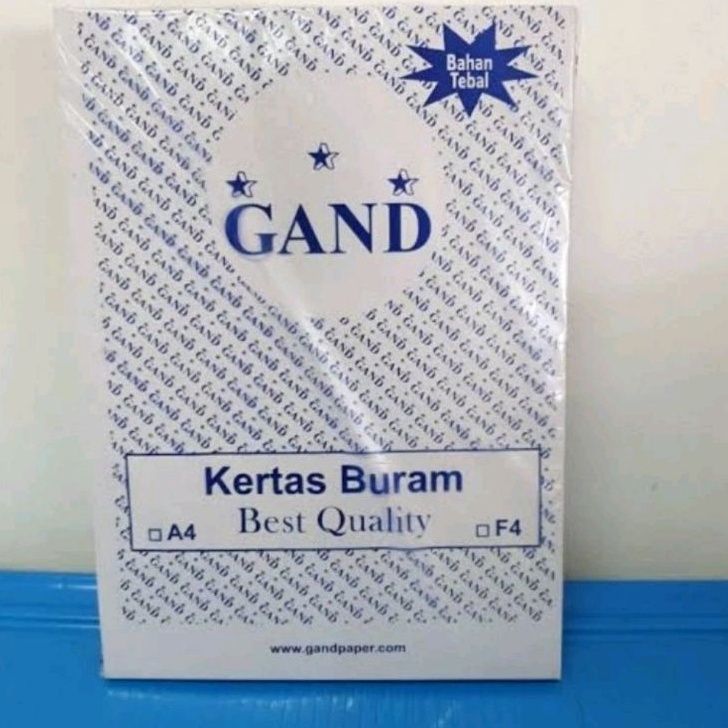 Bahan
Tebal
GAND
Kertas Buram
Best Quality
A4
F4
www.gandpaper.com